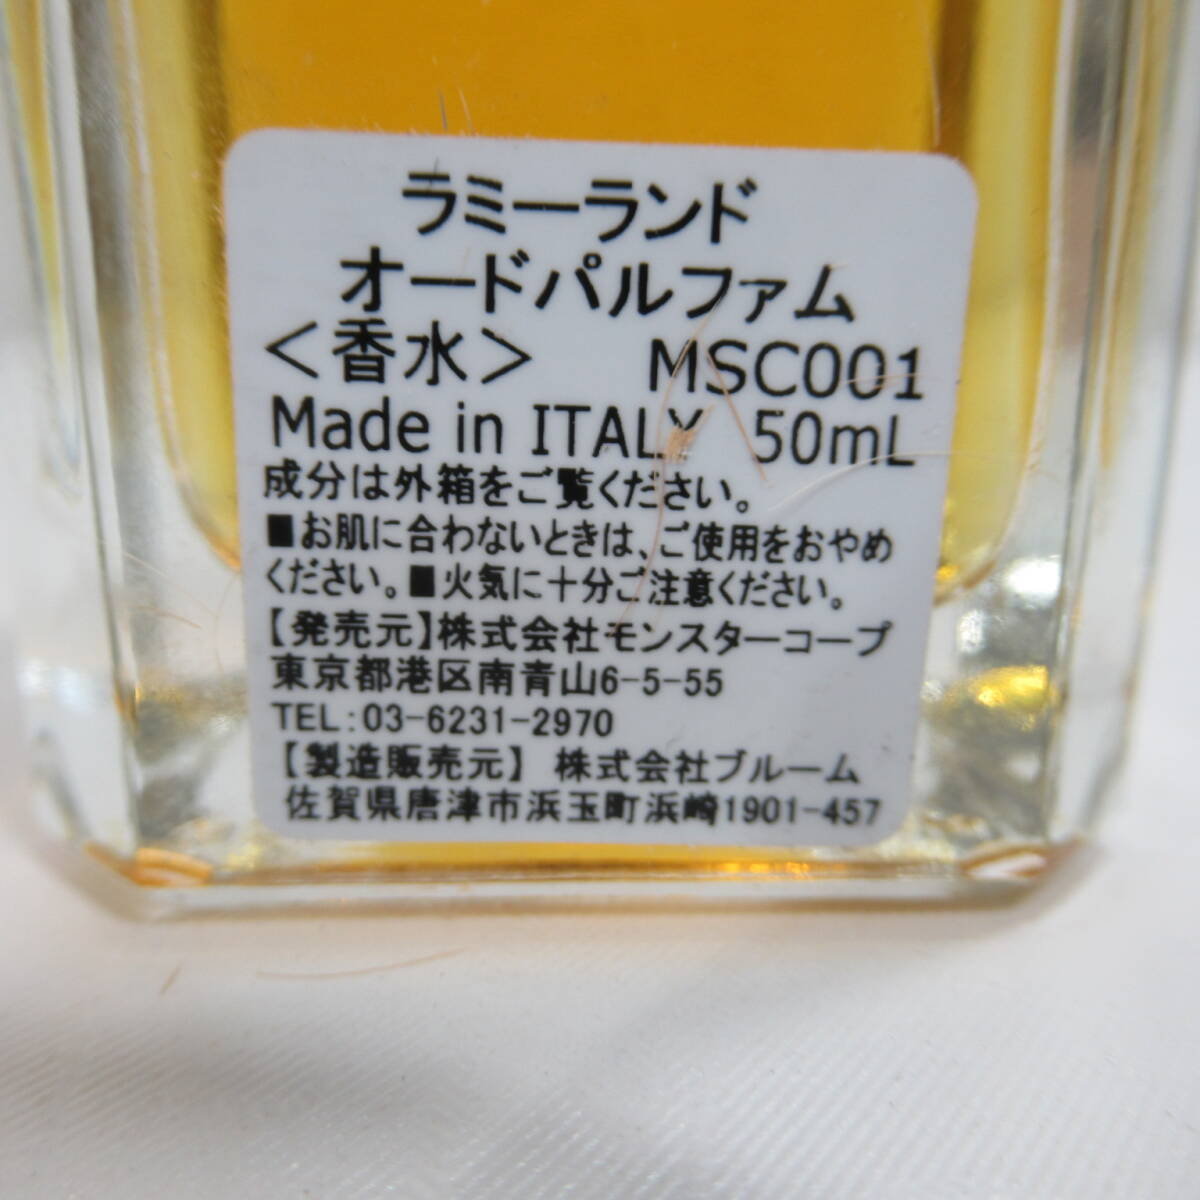 ラミーランド
オードパルファム
＜香水＞ MSC001
Made in ITALY 50mL
成分は外箱をご覧ください。
■お肌に合わないときは、ご使用をおやめ
ください。■火気に十分ご注意ください。
【発売元】株式会社モンスターコープ
東京都港区南青山6-5-55
TEL:03-6231-2970
【製造販売元】 株式会社ブルーム
佐賀県唐津市浜玉町浜崎1901-457